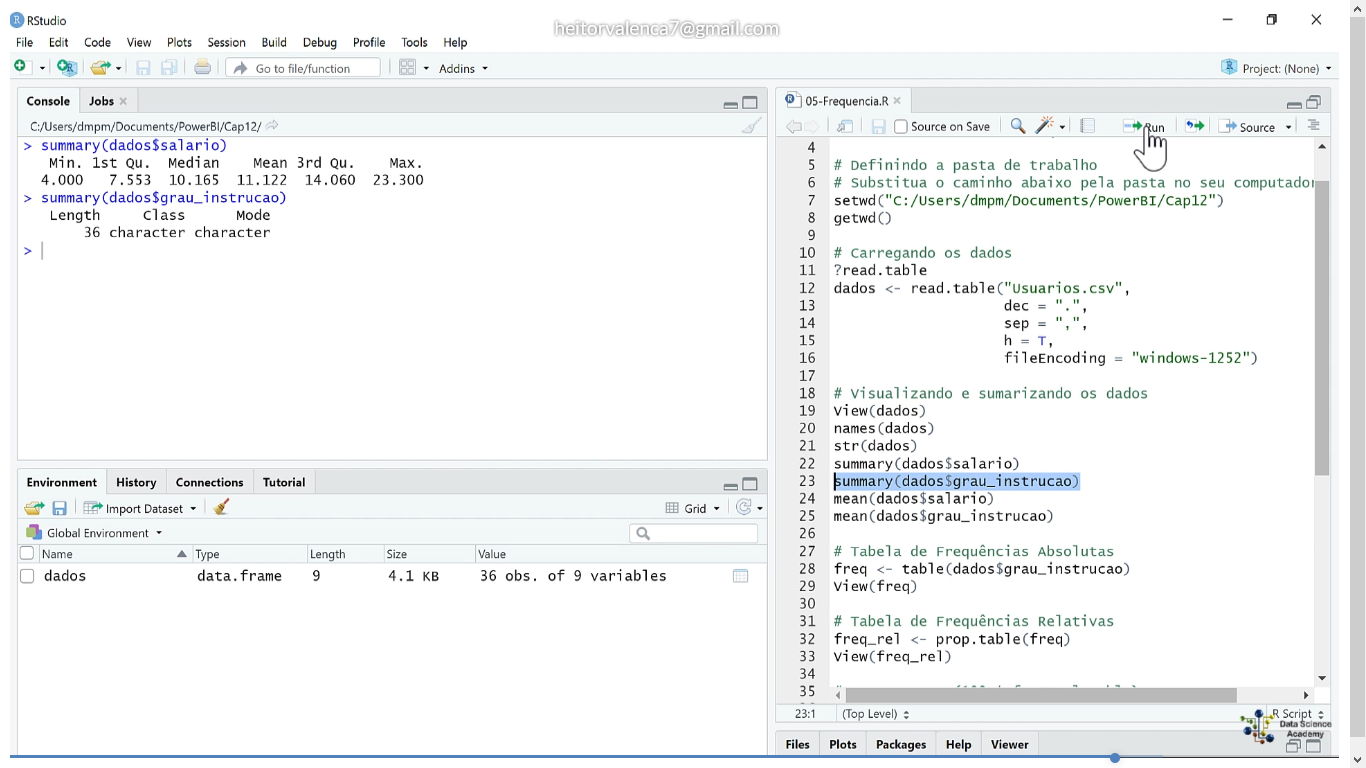 RStudio
heitorvalenca7@gmail.com
File Edit Code View Plots Session Build Debug Profile Tools Help
Go to file/function Addins Project: (None)
Console Jobs
C:/Users/dmpm/Documents/PowerBI/Cap12/
> summary(dados$salario)
Min. 1st Qu. Median Mean 3rd Qu. Max.
4.000 7.553 10.165 11.122 14.060 23.300
> summary(dados$grau_instrucao)
Length Class Mode
36 character character
>
Environment History Connections Tutorial
Import Dataset Grid
Global Environment
Name Type Length Size Value
dados data.frame 9 4.1 KB 36 obs. of 9 variables
05-Frequencia.R
Source on Save Run Source
4
5 # Definindo a pasta de trabalho
6 # Substitua o caminho abaixo pela pasta no seu computador
7 setwd("C:/Users/dmpm/Documents/PowerBI/Cap12")
8 getwd()
9
10 # Carregando os dados
11 ?read.table
12 dados <- read.table("Usuarios.csv",
13 dec = ".",
14 sep = ",",
15 h = T,
16 fileEncoding = "windows-1252")
17
18 # Visualizando e sumarizando os dados
19 View(dados)
20 names(dados)
21 str(dados)
22 summary(dados$salario)
23 summary(dados$grau_instrucao)
24 mean(dados$salario)
25 mean(dados$grau_instrucao)
26
27 # Tabela de Frequências Absolutas
28 freq <- table(dados$grau_instrucao)
29 View(freq)
30
31 # Tabela de Frequências Relativas
32 freq_rel <- prop.table(freq)
33 View(freq_rel)
34
35
23:1 (Top Level) R Script
Data Science
Academy
Files Plots Packages Help Viewer